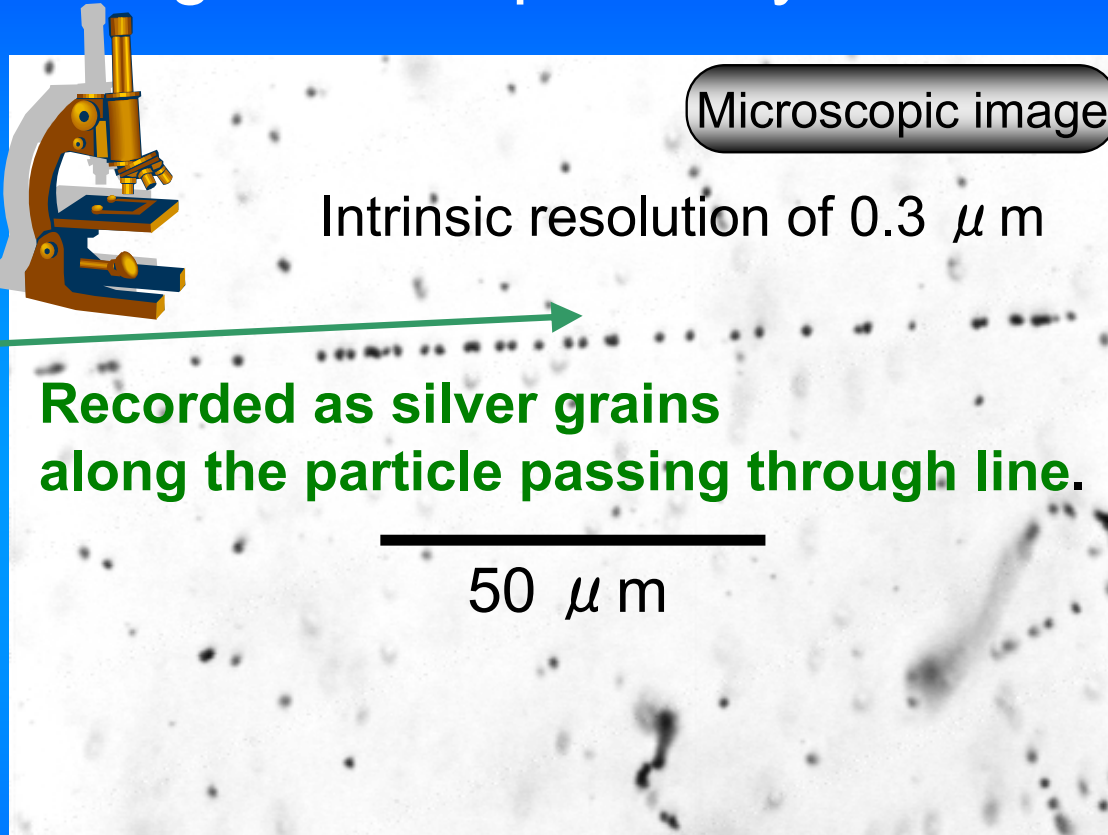 Microscopic image
Intrinsic resolution of 0.3 μm
Recorded as silver grains
along the particle passing through line.
50 μm